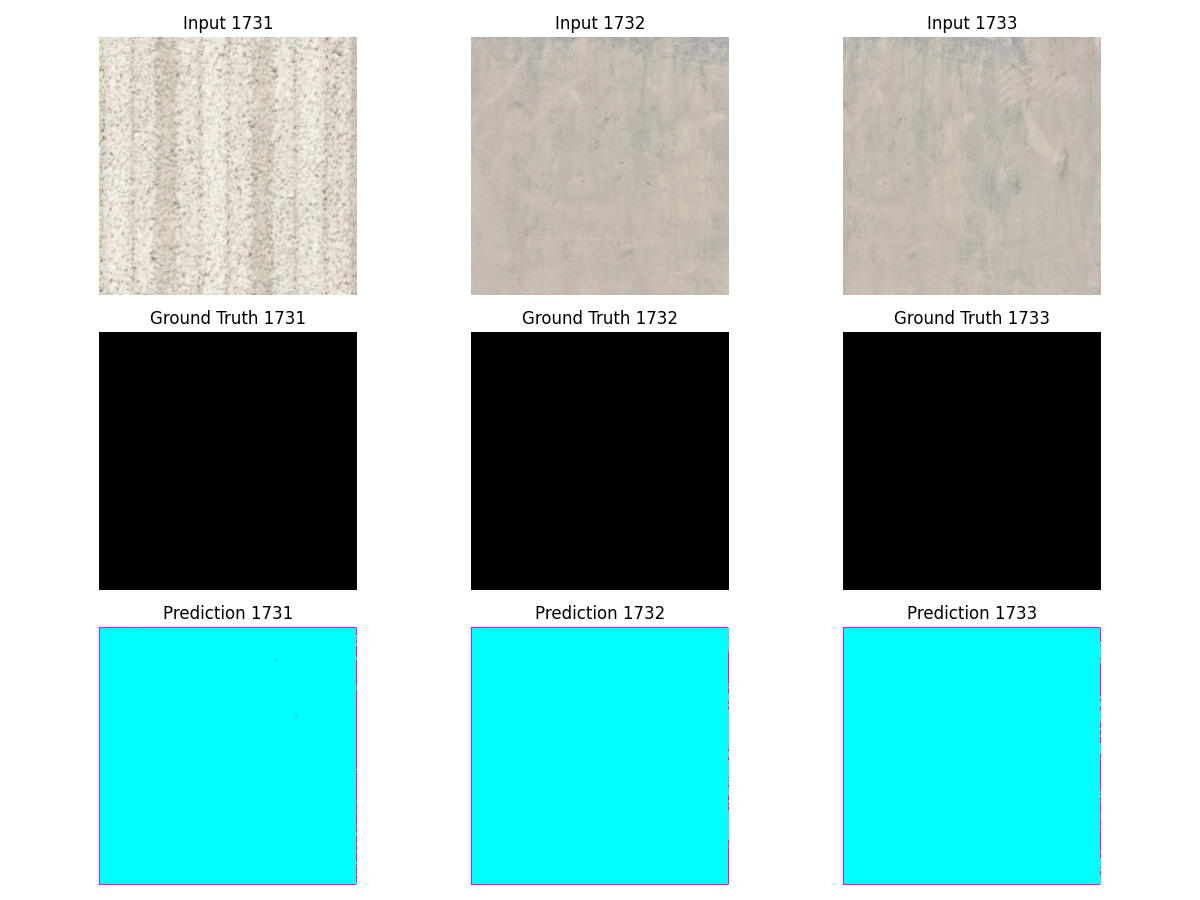 Input 1731
Input 1732
Input 1733
Ground Truth 1731
Ground Truth 1732
Ground Truth 1733
Prediction 1731
Prediction 1732
Prediction 1733